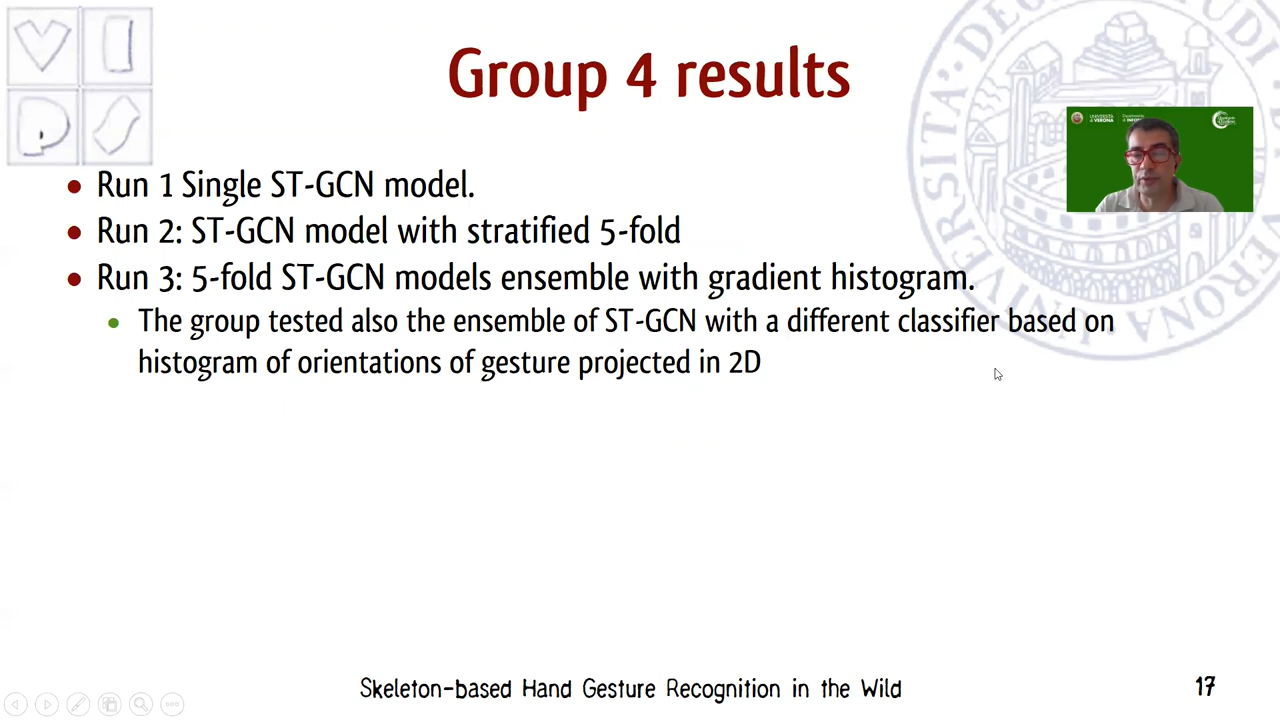 Group 4 results
UNIVERSITÀ
di VERONA
Run 1 Single ST-GCN model.
Run 2: ST-GCN model with stratified 5-fold
Run 3: 5-fold ST-GCN models ensemble with gradient histogram.
The group tested also the ensemble of ST-GCN with a different classifier based on
histogram of orientations of gesture projected in 2D
Skeleton-based Hand Gesture Recognition in the Wild
17